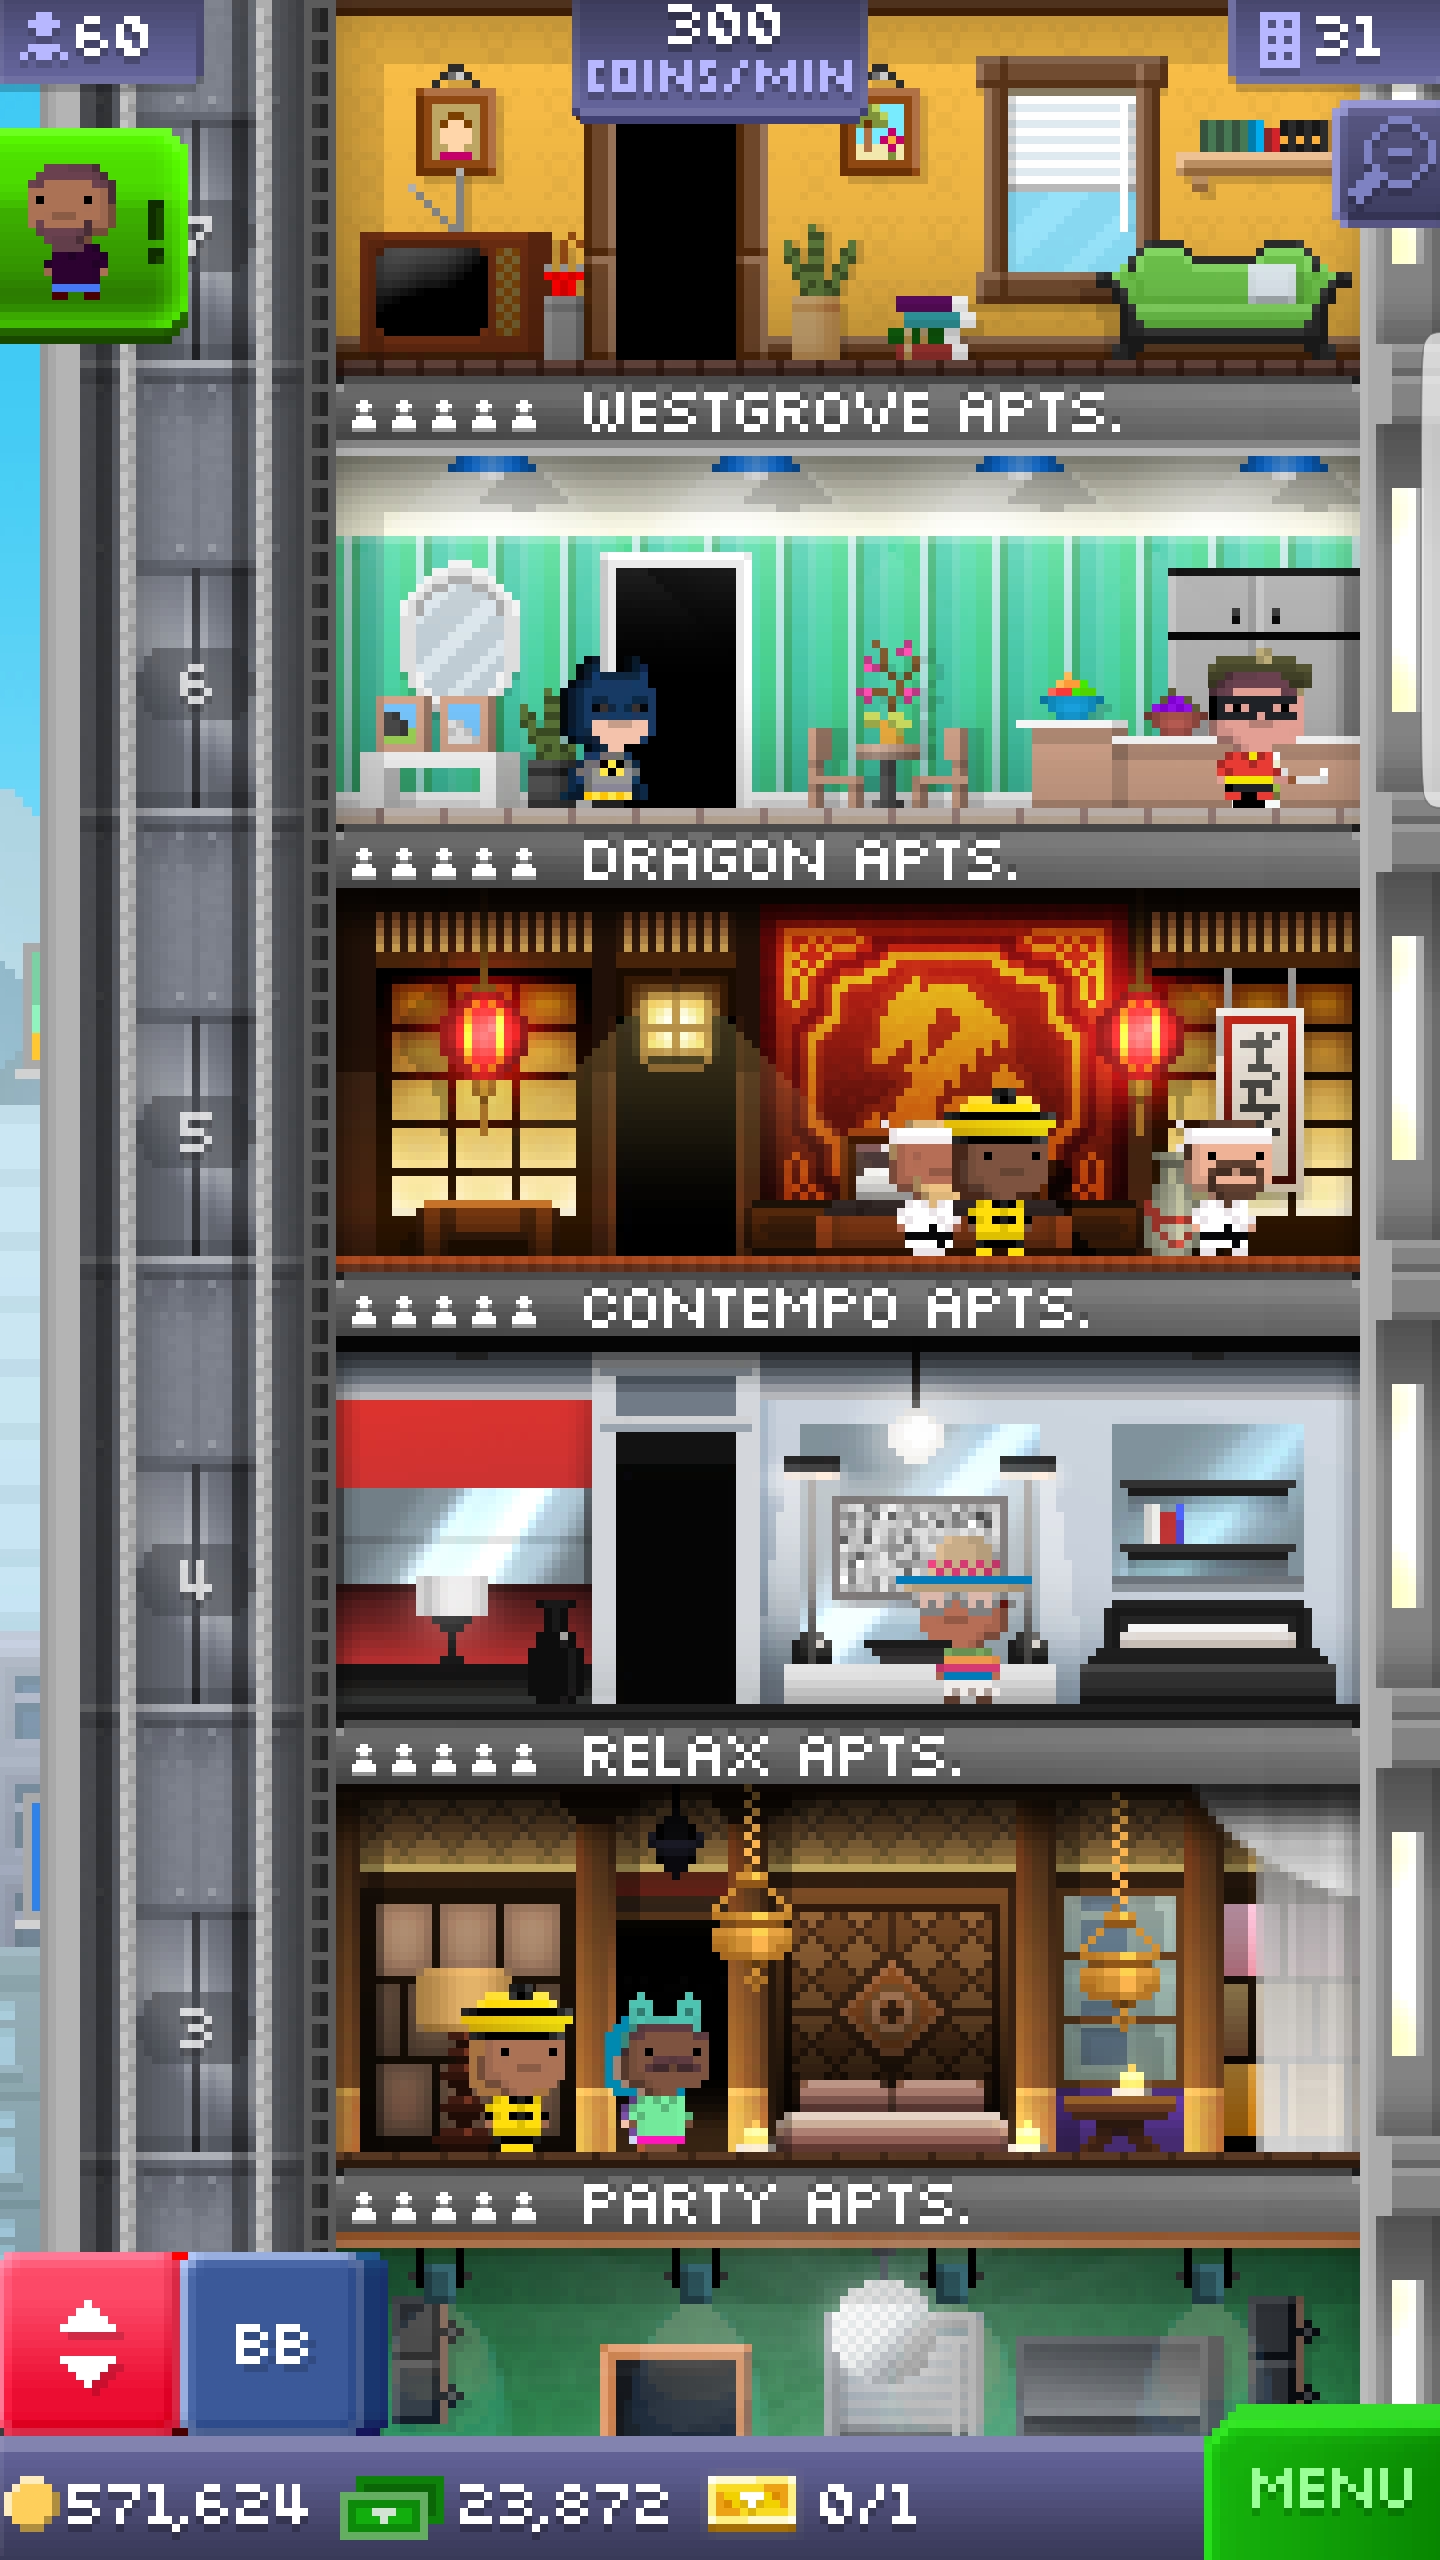 60
300
COINS/MIN
31
!
7
WESTGROVE APTS.
6
DRAGON APTS.
5
CONTEMPO APTS.
4
RELAX APTS.
3
PARTY APTS.
BB
571,624
23,872
0/1
MENU